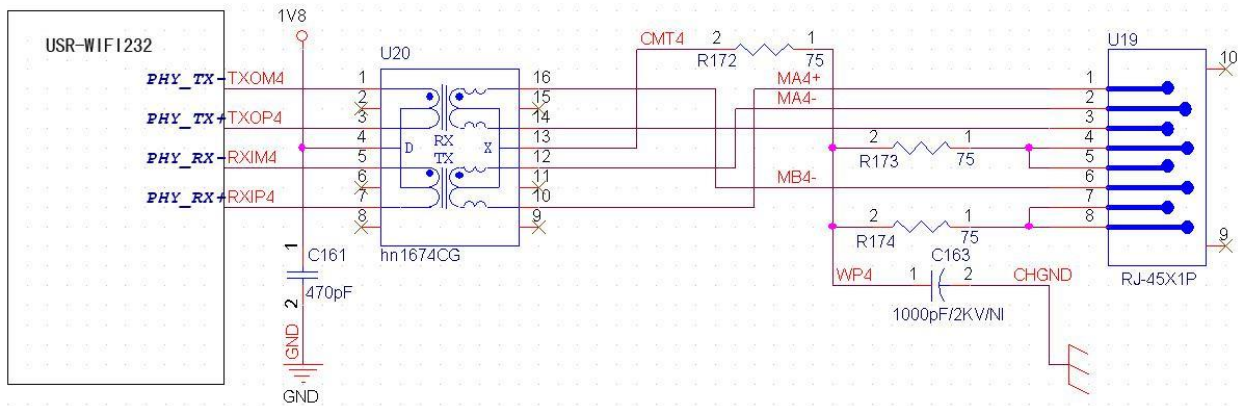 USR-WIFI232
PHY_TX-
TXOM4
PHY_TX+
TXOP4
PHY_RX-
RXIM4
PHY_RX+
RXIP4
1V8
1
C161
470pF
2
GND
GND
U20
1
2
3
4
5
6
7
8
D
RX
TX
X
16
15
14
13
12
11
10
9
hn1674CG
CMT4
2
1
R172
75
MA4+
MA4-
2
1
R173
75
MB4-
2
1
R174
75
C163
WP4
1
2
CHGND
1000pF/2KV/NI
U19
1
2
3
4
5
6
7
8
10
9
RJ-45X1P